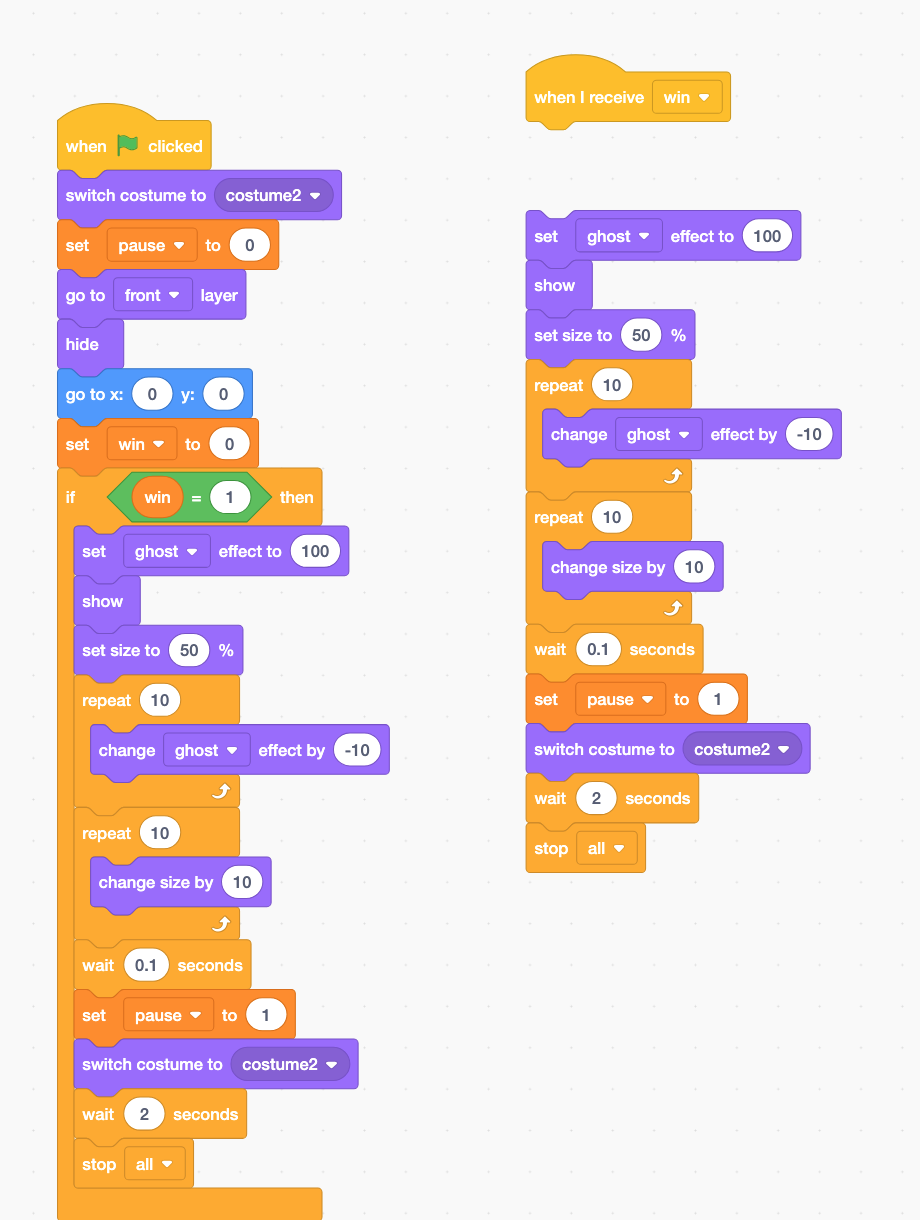 when clicked
switch costume to costume2
set pause to 0
go to front layer
hide
go to x: 0 y: 0
set win to 0
if win = 1 then
set ghost effect to 100
show
set size to 50 %
repeat 10
change ghost effect by -10
repeat 10
change size by 10
wait 0.1 seconds
set pause to 1
switch costume to costume2
wait 2 seconds
stop all
when I receive win
set ghost effect to 100
show
set size to 50 %
repeat 10
change ghost effect by -10
repeat 10
change size by 10
wait 0.1 seconds
set pause to 1
switch costume to costume2
wait 2 seconds
stop all